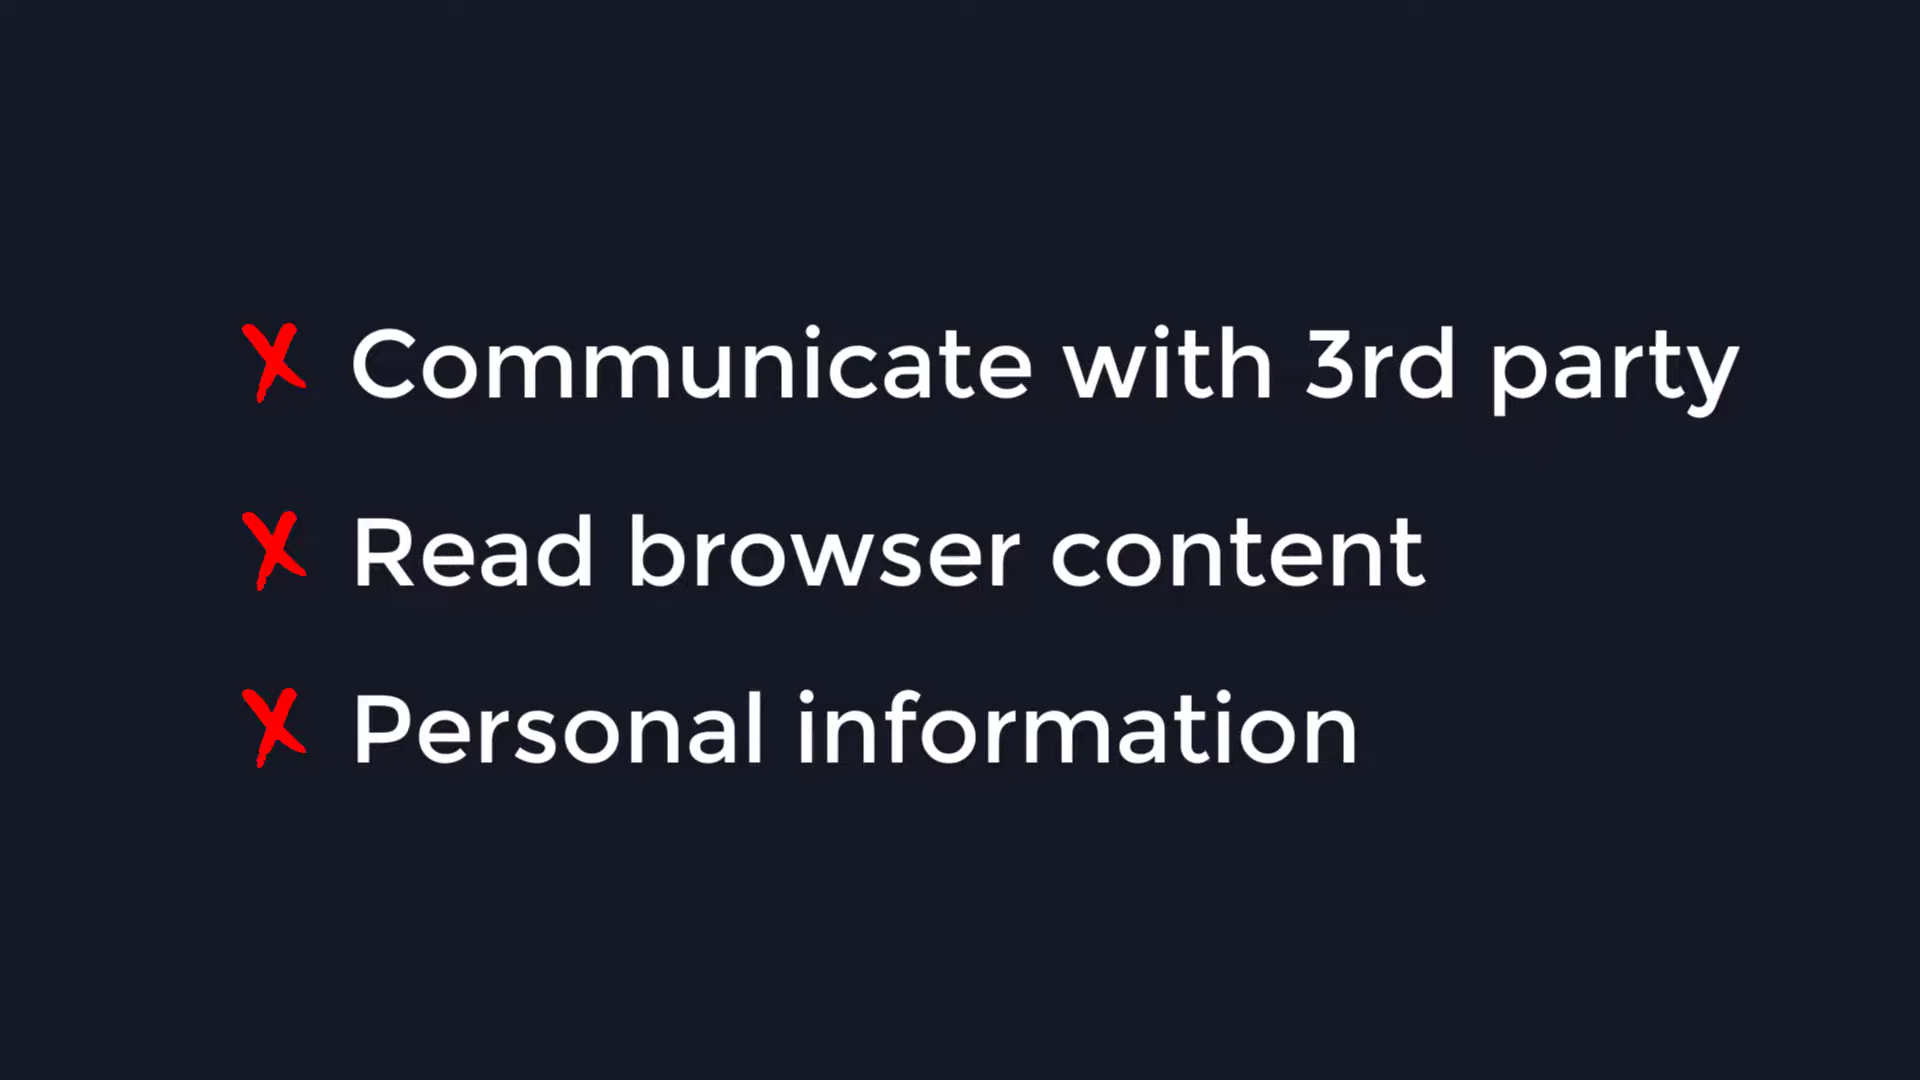 Communicate with 3rd party
Read browser content
Personal information